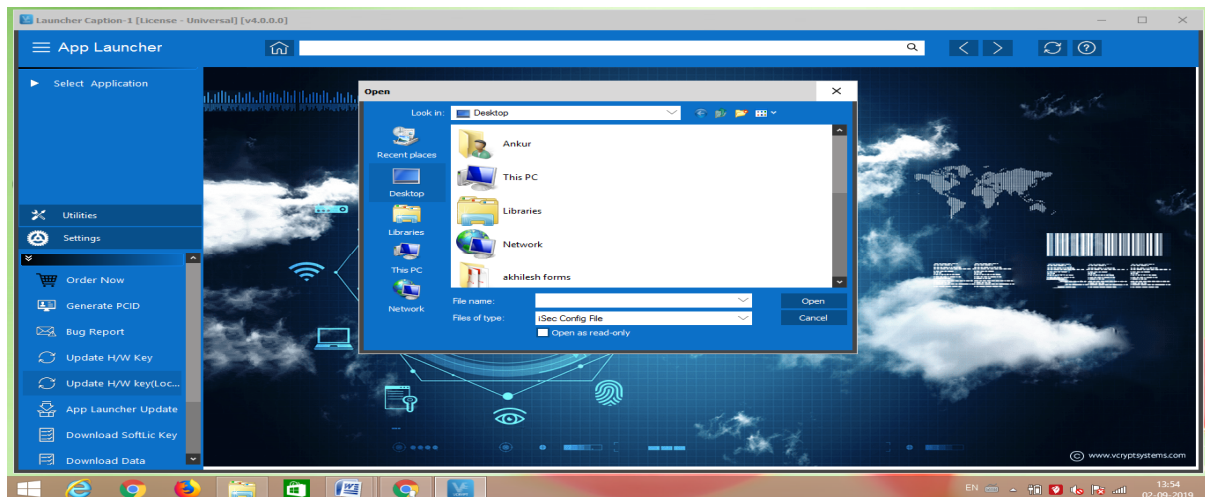 Launcher Caption-1 [License - Universal] [v4.0.0.0]
App Launcher
Select Application
Utilities
Settings
Order Now
Generate PCID
Bug Report
Update H/W Key
Update H/W key(Loc...
App Launcher Update
Download SoftLic Key
Download Data
Open
Look in:
Desktop
Recent places
Desktop
Libraries
This PC
Network
Ankur
This PC
Libraries
Network
akhilesh forms
File name:
Open
Files of type:
iSec Config File
Cancel
Open as read-only
www.vcryptsystems.com
EN
13:54
02-09-2019